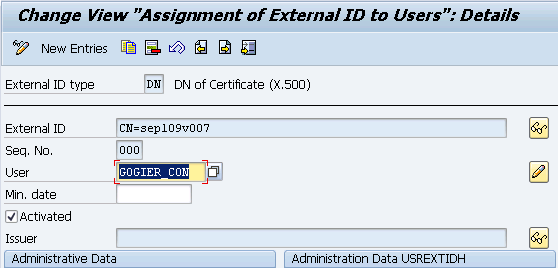 Change View "Assignment of External ID to Users": Details
New Entries
External ID type DN DN of Certificate (X.500)
External ID CN=sepl09v007
Seq. No. 000
User GOGIER_CON
Min. date
Activated
Issuer
Administrative Data Administration Data USREXTIDH